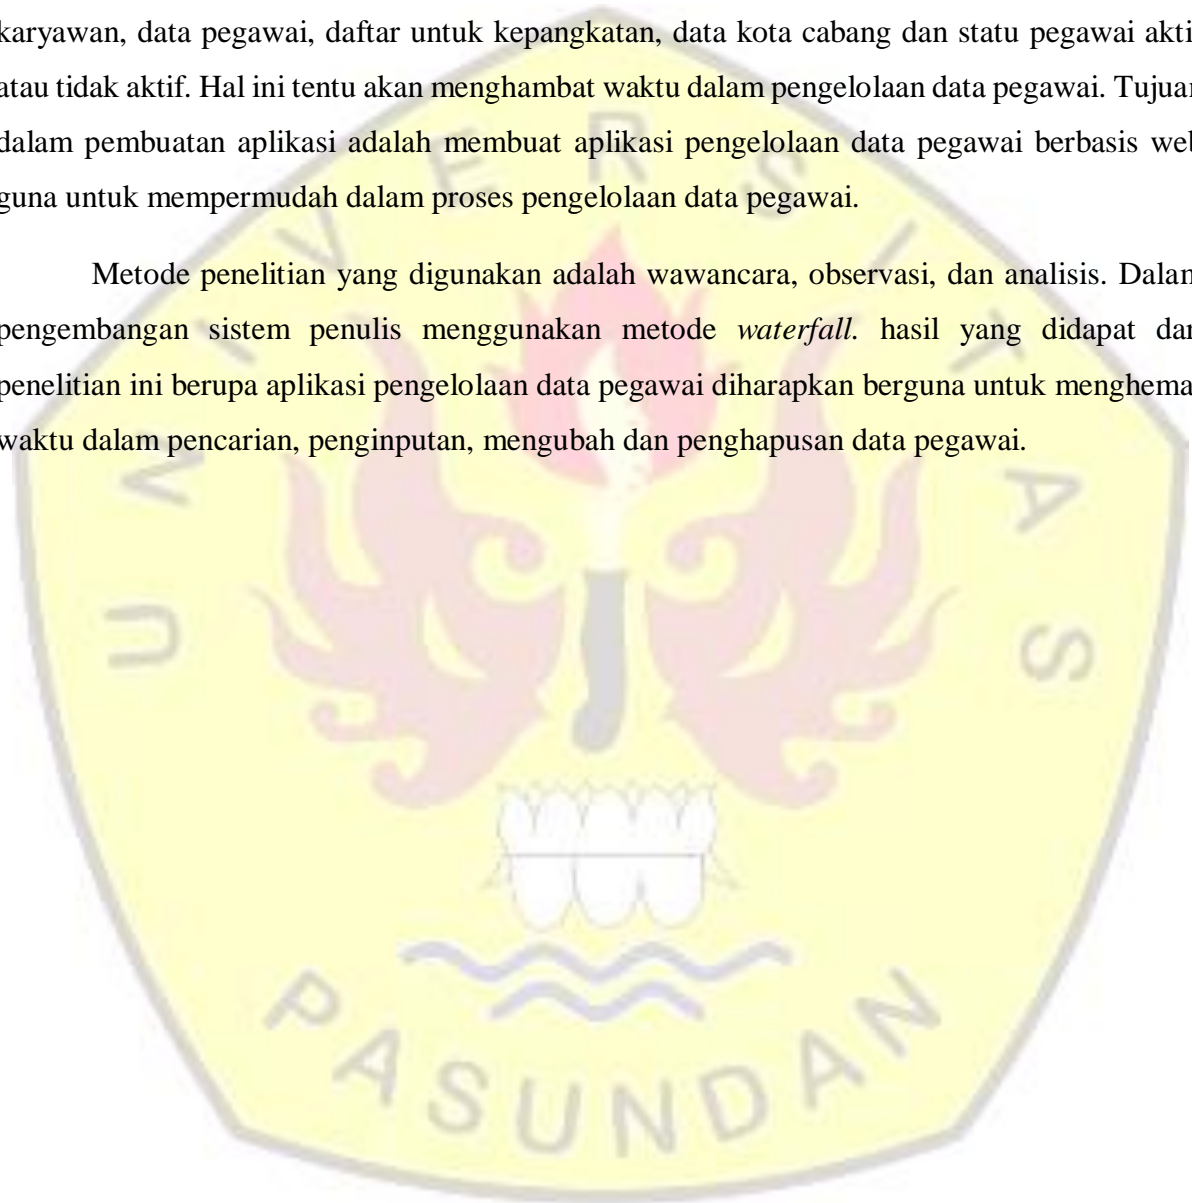 karyawan, data pegawai, daftar untuk kepangkatan, data kota cabang dan statu pegawai akti
atau tidak aktif. Hal ini tentu akan menghambat waktu dalam pengelolaan data pegawai. Tujuan
dalam pembuatan aplikasi adalah membuat aplikasi pengelolaan data pegawai berbasis web
guna untuk mempermudah dalam proses pengelolaan data pegawai.
Metode penelitian yang digunakan adalah wawancara, observasi, dan analisis. Dalam
pengembangan sistem penulis menggunakan metode waterfall. hasil yang didapat dar
penelitian ini berupa aplikasi pengelolaan data pegawai diharapkan berguna untuk menghema
waktu dalam pencarian, penginputan, mengubah dan penghapusan data pegawai.
UNIVERSITAS
PASUNDAN